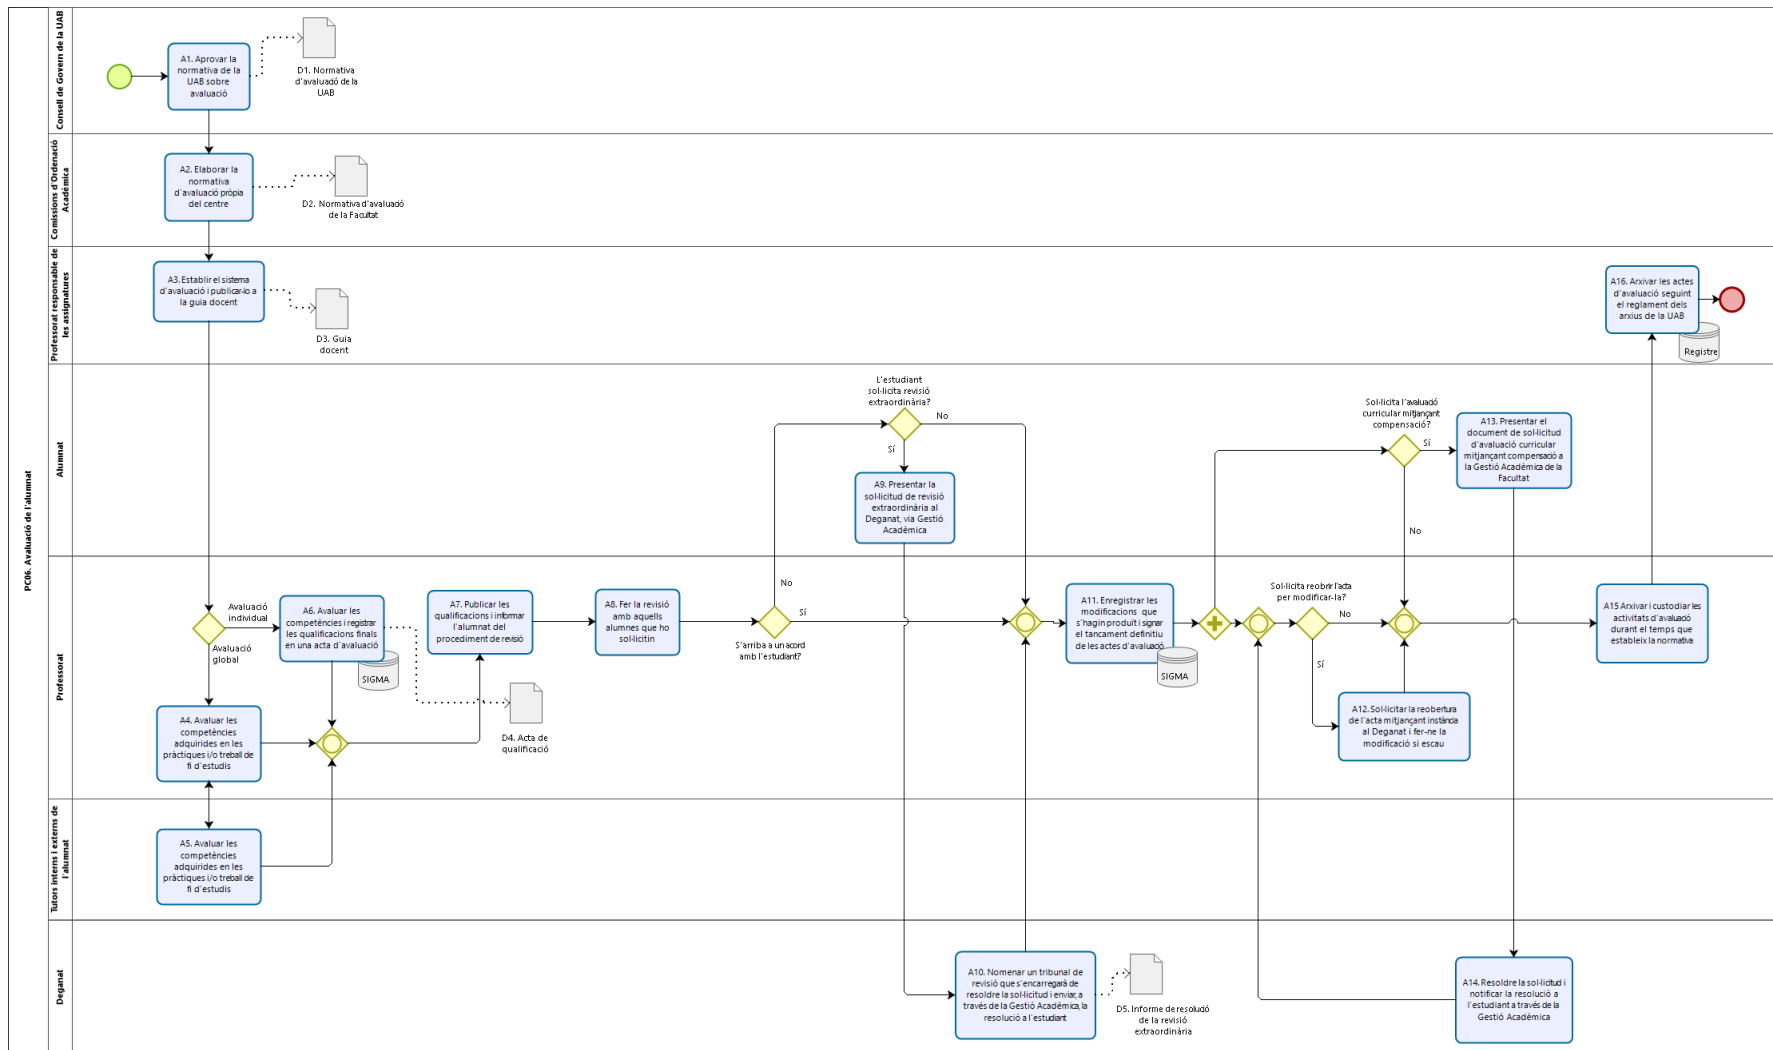 PC06. Avaluació de l'alumnat
Consell de Govern de la UAB
A1. Aprovar la
normativa de la
UAB sobre
avaluació
D1. Normativa
d'avaluació de la
UAB
Comissions d'Ordenació
Acadèmica
A2. Elaborar la
normativa
d'avaluació pròpia
del centre
D2. Normativa d'avaluació
de la Facultat
Professorat responsable de
les assignatures
A3. Establir el sistema
d'avaluació i publicar-lo a
la guia docent
D3. Guia
docent
A16. Arxivar les actes
d'avaluació seguint
el reglament dels
arxius de la UAB
Registre
Alumnat
L'estudiant
sol·licita revisió
extraordinària?
No
Sí
A9. Presentar la
sol·licitud de revisió
extraordinària al
Deganat, via Gestió
Acadèmica
Sol·licita l'avaluació
curricular mitjançant
compensació?
Sí
No
A13. Presentar el
document de sol·licitud
d'avaluació curricular
mitjançant compensació a
la Gestió Acadèmica de la
Facultat
Professorat
Avaluació
individual
Avaluació
global
A6. Avaluar les
competències i registrar
les qualificacions finals
en una acta d'avaluació
SIGMA
A4. Avaluar les
competències
adquirides en les
pràctiques i/o treball de
fi d'estudis
D4. Acta de
qualificació
A7. Publicar les
qualificacions i informar
l'alumnat del
procediment de revisió
A8. Fer la revisió
amb aquells
alumnes que ho
sol·licitin
No
Sí
S'arriba a un acord
amb l'estudiant?
A11. Enregistrar les
modificacions que
s'hagin produït i signar
el tancament definitiu
de les actes d'avaluació
SIGMA
Sol·licita reobrir l'acta
per modificar-la?
No
Sí
A12. Sol·licitar la reobertura
de l'acta mitjançant instància
al Deganat i fer-ne la
modificació si escau
A15 Arxivar i custodiar les
activitats d'avaluació
durant el temps que
estableix la normativa
Tutors interns i externs de
l'alumnat
A5. Avaluar les
competències
adquirides en les
pràctiques i/o treball de
fi d'estudis
Deganat
A10. Nomenar un tribunal de
revisió que s'encarregarà de
resoldre la sol·licitud i enviar, a
través de la Gestió Acadèmica, la
resolució a l'estudiant
D5. Informe de resolució
de la revisió
extraordinària
A14. Resoldre la sol·licitud i
notificar la resolució a
l'estudiant a través de la
Gestió Acadèmica